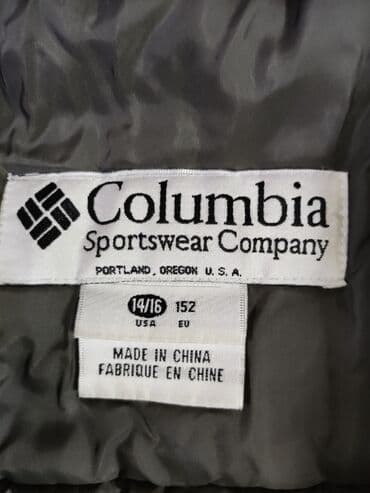 Columbia
Sportswear Company
PORTLAND, OREGON U.S.A.
14/16 152
USA EU
MADE IN CHINA
FABRIQUE EN CHINE